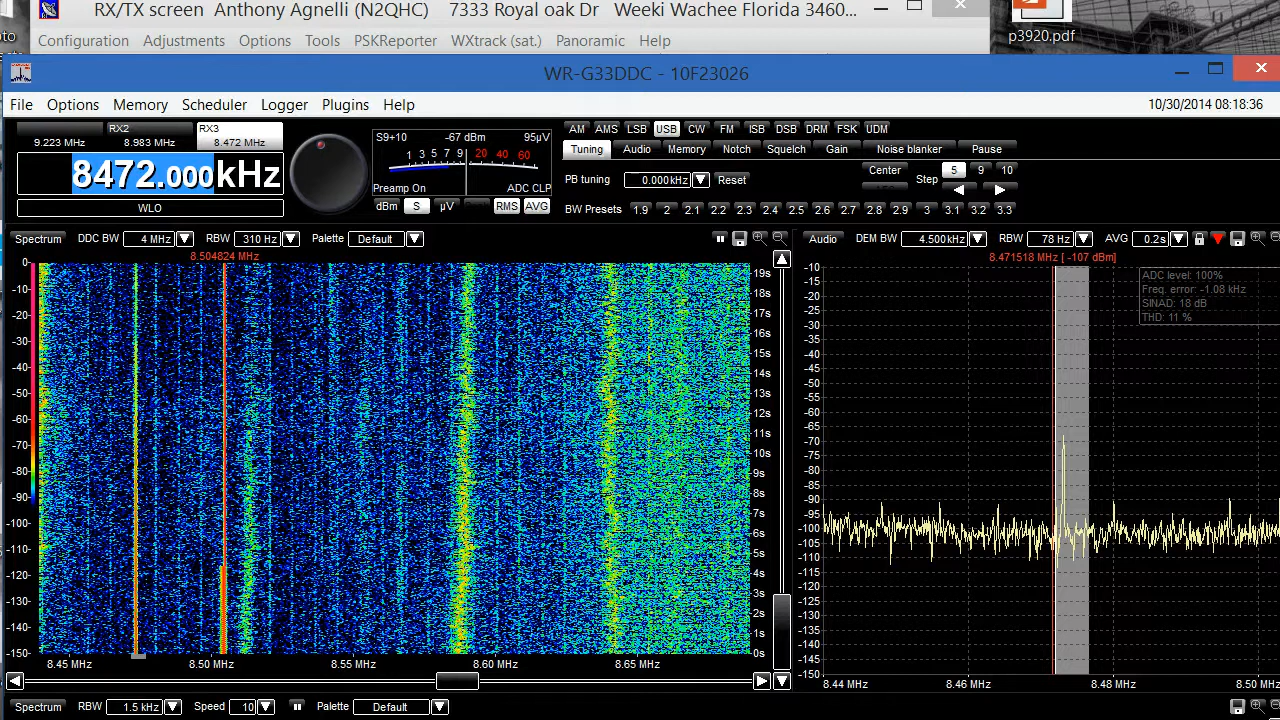 RX/TX screen Anthony Agnelli (N2QHC) 7333 Royal oak Dr Weeki Wachee Florida 3460...
Configuration Adjustments Options Tools PSKReporter WXtrack (sat.) Panoramic Help
p3920.pdf
WR-G33DDC - 10F23026
File Options Memory Scheduler Logger Plugins Help 10/30/2014 08:18:36
RX2 RX3
9.223 MHz 8.983 MHz 8.472 MHz
8472.000kHz
WLO
S9+10 -67 dBm 95µV
1 3 5 7 9 20 40 60
Preamp On ADC CLP
dBm S µV RMS AVG
AM AMS LSB USB CW FM ISB DSB DRM FSK UDM
Tuning Audio Memory Notch Squelch Gain Noise blanker Pause
PB tuning 0.000kHz Reset Center Step 5 9 10
BW Presets 1.9 2 2.1 2.2 2.3 2.4 2.5 2.6 2.7 2.8 2.9 3 3.1 3.2 3.3
Spectrum DDC BW 4 MHz RBW 310 Hz Palette Default
8.504824 MHz
0
-10
-20
-30
-40
-50
-60
-70
-80
-90
-100
-110
-120
-130
-140
-150
19s
18s
17s
16s
15s
14s
13s
12s
11s
10s
9s
8s
7s
6s
5s
4s
3s
2s
1s
0s
8.45 MHz 8.50 MHz 8.55 MHz 8.60 MHz 8.65 MHz
Audio DEM BW 4.500kHz RBW 78 Hz AVG 0.2s
8.471518 MHz [ -107 dBm]
ADC level: 100%
Freq. error: -1.08 kHz
SINAD: 18 dB
THD: 11 %
-10
-15
-20
-25
-30
-35
-40
-45
-50
-55
-60
-65
-70
-75
-80
-85
-90
-95
-100
-105
-110
-115
-120
-125
-130
-135
-140
-145
-150
8.44 MHz 8.46 MHz 8.48 MHz 8.50
Spectrum RBW 1.5 kHz Speed 10 Palette Default